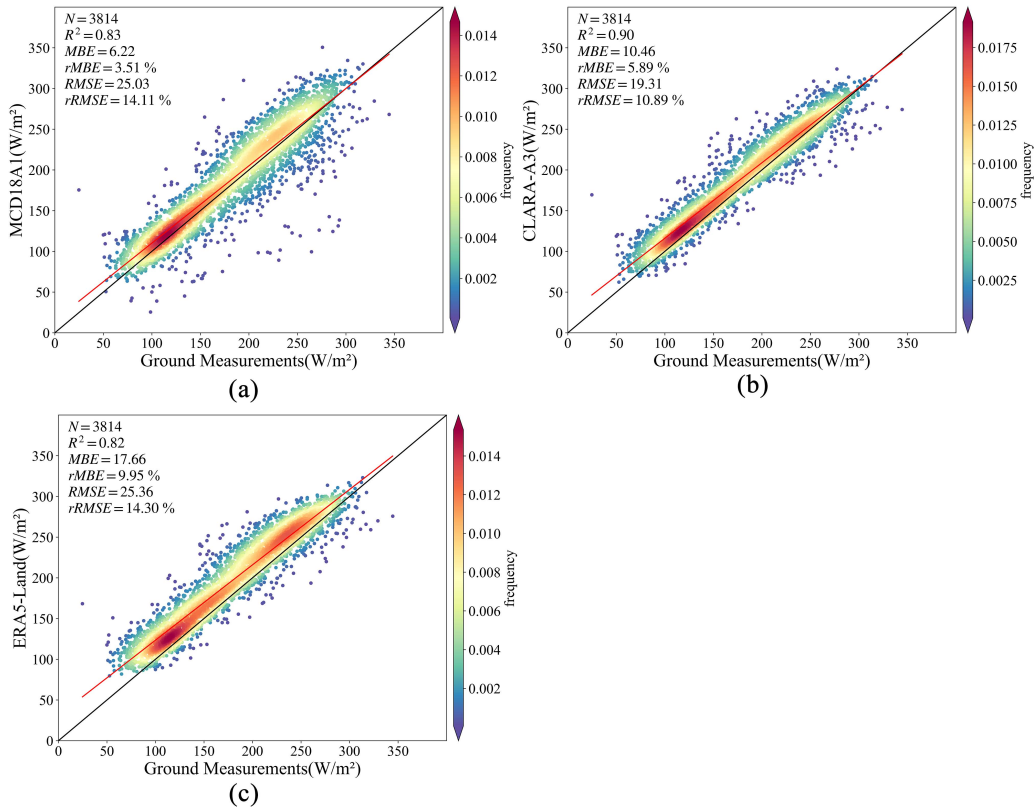 N = 3814
R² = 0.83
MBE = 6.22
rMBE = 3.51 %
RMSE = 25.03
rRMSE = 14.11 %
MCD18A1(W/m²)
350
300
250
200
150
100
50
0
0 50 100 150 200 250 300 350
Ground Measurements(W/m²)
0.014
0.012
0.010
0.008
0.006
0.004
0.002
frequency
(a)
N = 3814
R² = 0.90
MBE = 10.46
rMBE = 5.89 %
RMSE = 19.31
rRMSE = 10.89 %
CLARA-A3(W/m²)
350
300
250
200
150
100
50
0
0 50 100 150 200 250 300 350
Ground Measurements(W/m²)
0.0175
0.0150
0.0125
0.0100
0.0075
0.0050
0.0025
frequency
(b)
N = 3814
R² = 0.82
MBE = 17.66
rMBE = 9.95 %
RMSE = 25.36
rRMSE = 14.30 %
ERA5-Land(W/m²)
350
300
250
200
150
100
50
0
0 50 100 150 200 250 300 350
Ground Measurements(W/m²)
0.014
0.012
0.010
0.008
0.006
0.004
0.002
frequency
(c)